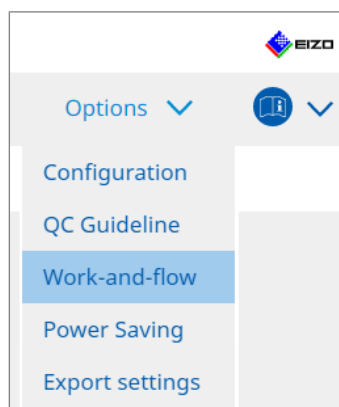 EIZO
Options
Configuration
QC Guideline
Work-and-flow
Power Saving
Export settings